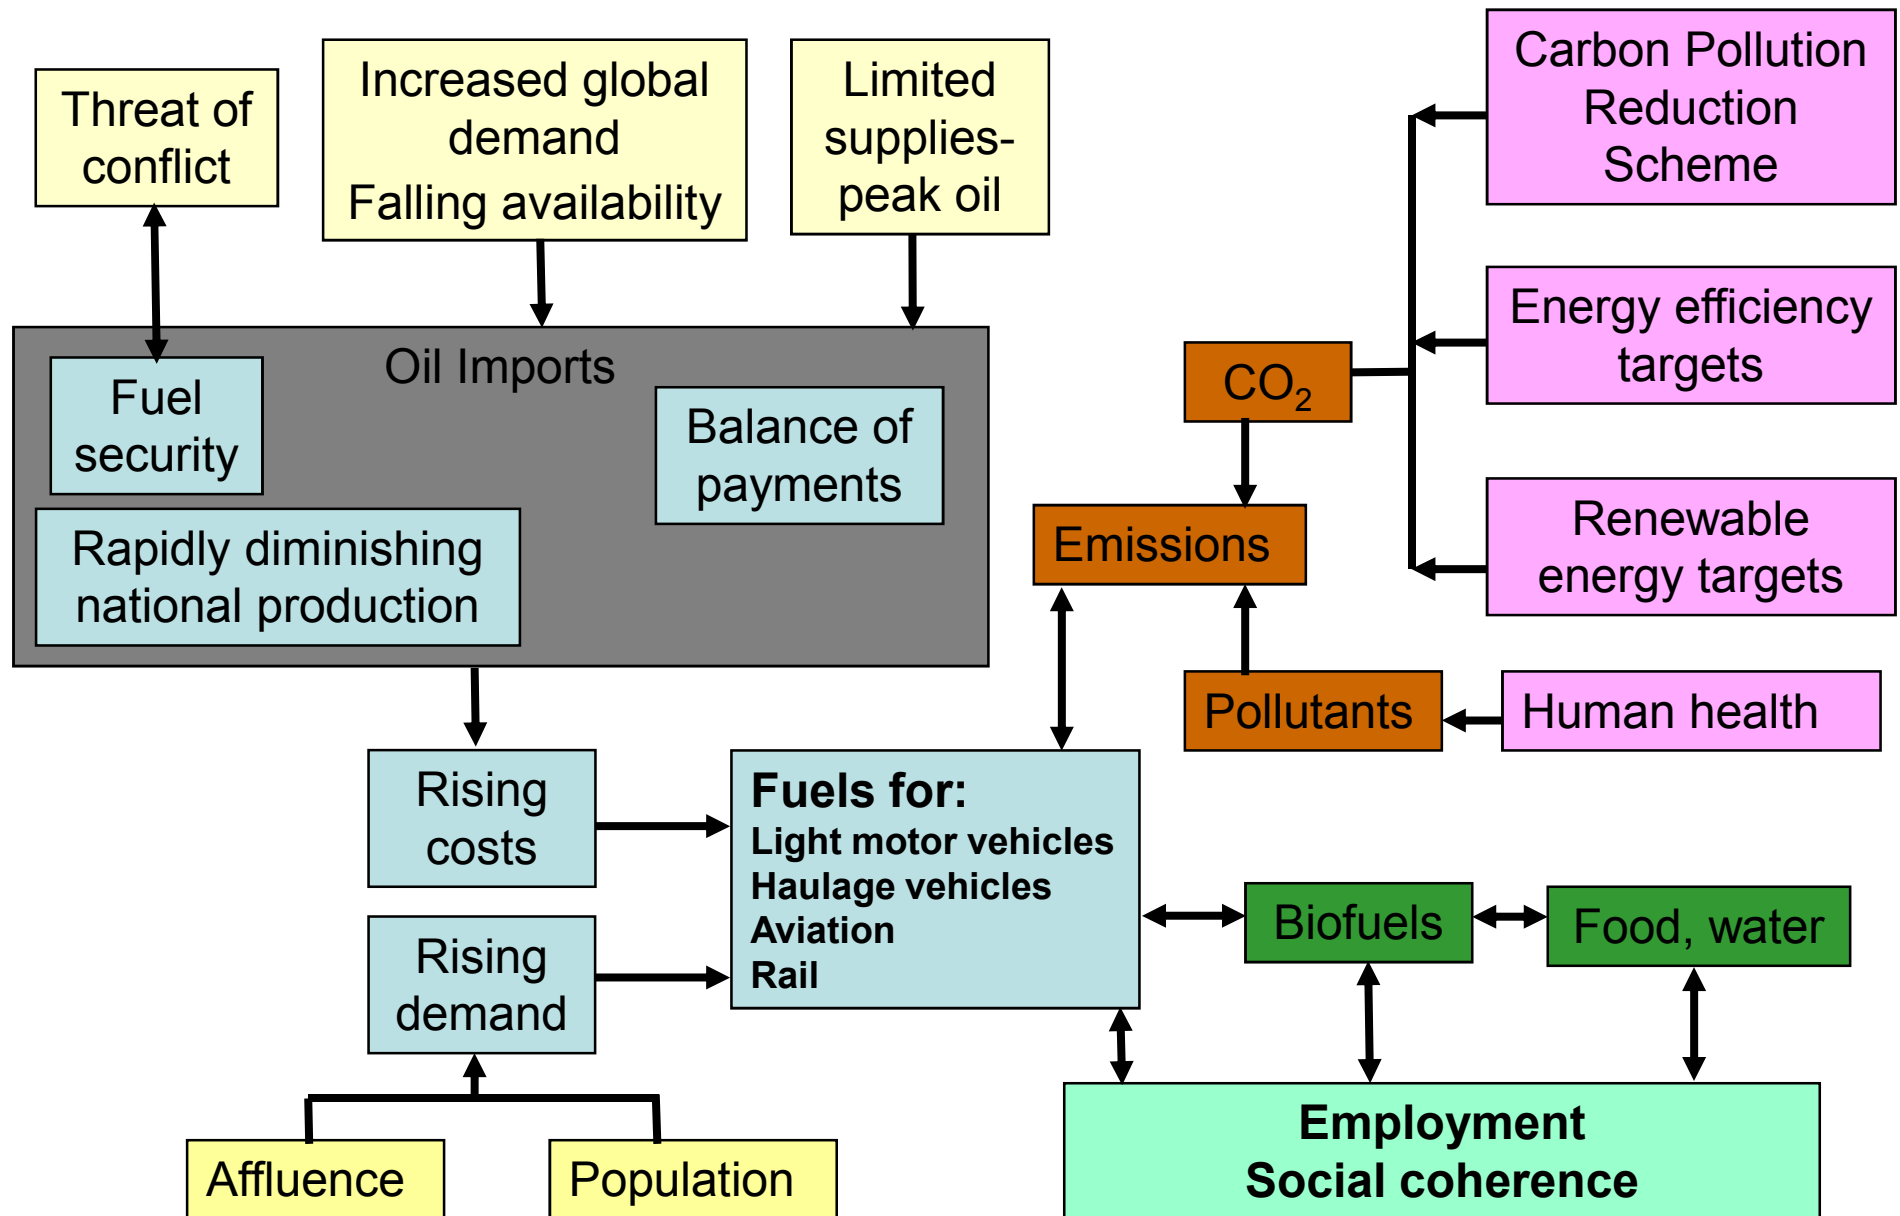 Threat of
conflict
Increased global
demand
Falling availability
Limited
supplies-
peak oil
Carbon Pollution
Reduction
Scheme
Energy efficiency
targets
Renewable
energy targets
Oil Imports
Fuel
security
Balance of
payments
Rapidly diminishing
national production
CO₂
Emissions
Pollutants
Human health
Rising
costs
Rising
demand
Fuels for:
Light motor vehicles
Haulage vehicles
Aviation
Rail
Biofuels
Food, water
Affluence
Population
Employment
Social coherence